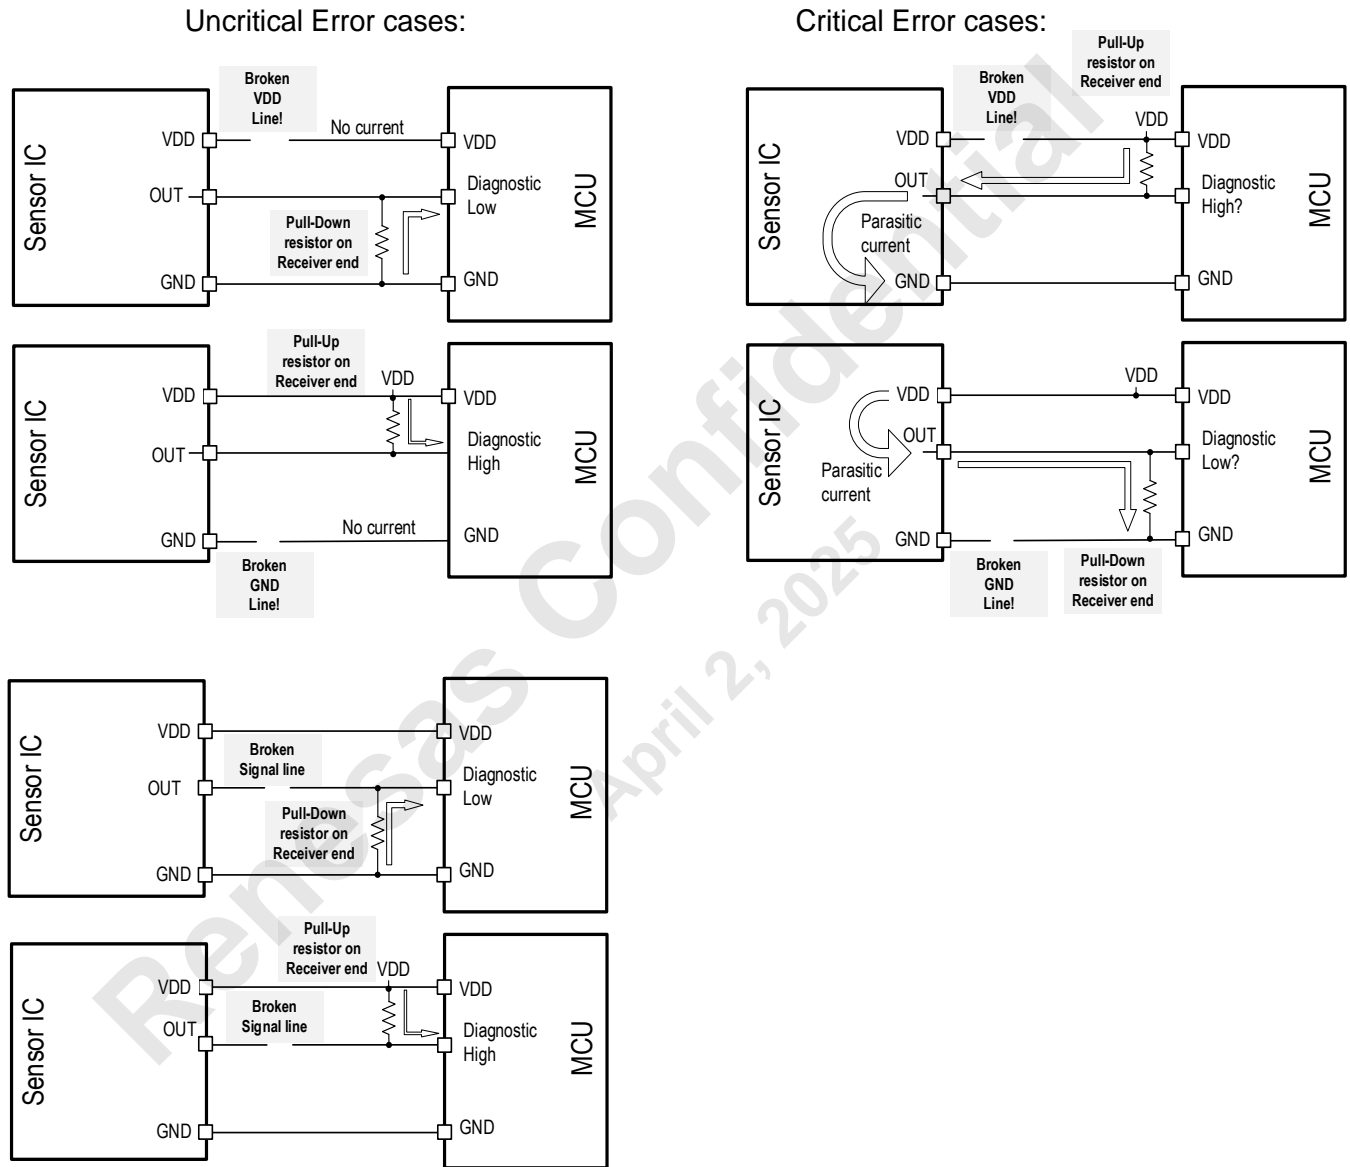 Uncritical Error cases:
Broken
VDD
Line!
No current
Sensor IC
VDD
OUT
GND
Pull-Down
resistor on
Receiver end
VDD
Diagnostic
Low
GND
MCU
Pull-Up
resistor on
Receiver end
VDD
Sensor IC
VDD
OUT
GND
No current
Broken
GND
Line!
VDD
Diagnostic
High
GND
MCU
Sensor IC
VDD
OUT
GND
Broken
Signal line
Pull-Down
resistor on
Receiver end
VDD
Diagnostic
Low
GND
MCU
Pull-Up
resistor on
Receiver end
VDD
Sensor IC
VDD
OUT
GND
Broken
Signal line
VDD
Diagnostic
High
GND
MCU
Critical Error cases:
Pull-Up
resistor on
Receiver end
Broken
VDD
Line!
VDD
Sensor IC
VDD
OUT
Parasitic
current
GND
VDD
Diagnostic
High?
GND
MCU
Sensor IC
VDD
OUT
Parasitic
current
GND
VDD
Broken
GND
Line!
Pull-Down
resistor on
Receiver end
VDD
Diagnostic
Low?
GND
MCU
Renesas Confidential
April 2, 2025